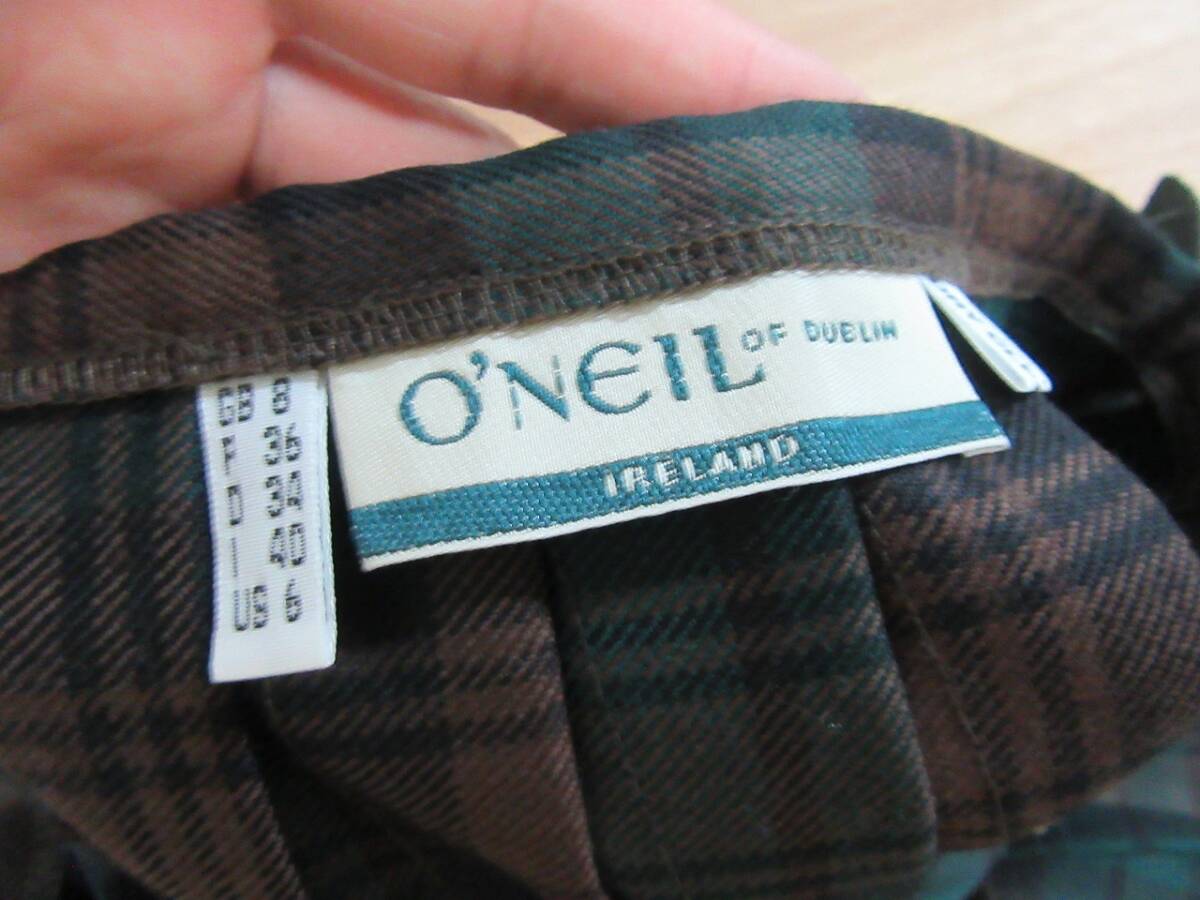 O'NEIL OF DUBLIN
IRELAND
GB 8
F 36
D 34
I 40
US 6